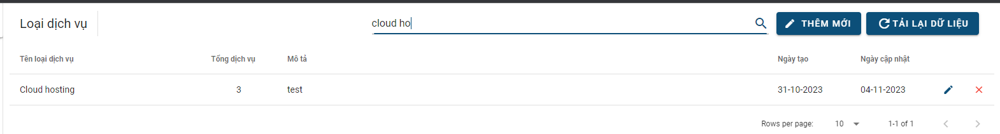 Loại dịch vụ
cloud ho
THÊM MỚI
TẢI LẠI DỮ LIỆU
Tên loại dịch vụ Tổng dịch vụ Mô tả Ngày tạo Ngày cập nhật
Cloud hosting 3 test 31-10-2023 04-11-2023
Rows per page: 10 1-1 of 1